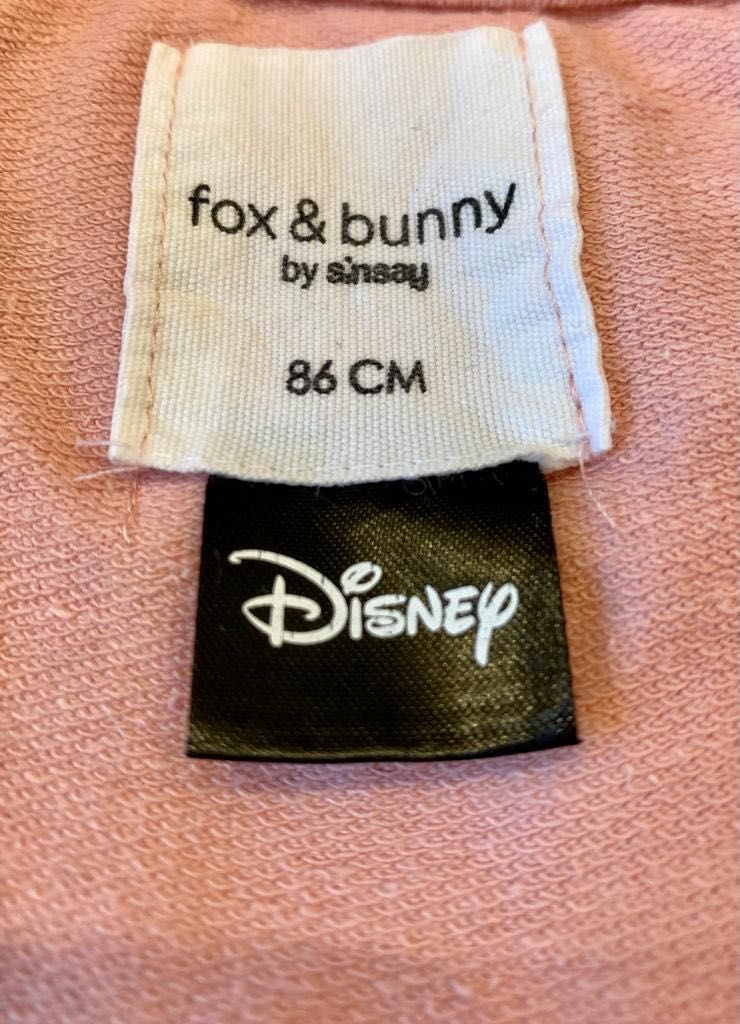 fox & bunny
by sinsay
86 CM
Disney